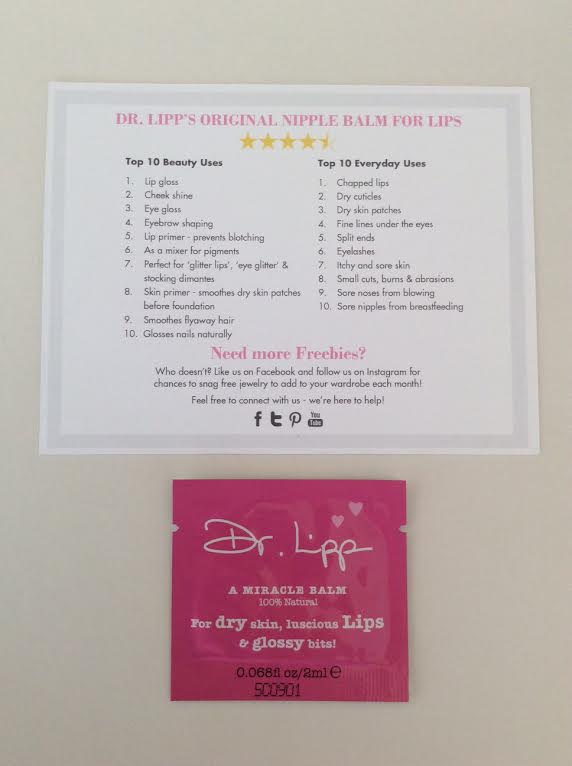 DR. LIPP'S ORIGINAL NIPPLE BALM FOR LIPS
Top 10 Beauty Uses
1. Lip gloss
2. Cheek shine
3. Eye gloss
4. Eyebrow shaping
5. Lip primer - prevents blotching
6. As a mixer for pigments
7. Perfect for 'glitter lips', 'eye glitter' &
stocking dimantes
8. Skin primer - smoothes dry skin patches
before foundation
9. Smoothes flyaway hair
10. Glosses nails naturally
Top 10 Everyday Uses
1. Chapped lips
2. Dry cuticles
3. Dry skin patches
4. Fine lines under the eyes
5. Split ends
6. Eyelashes
7. Itchy and sore skin
8. Small cuts, burns & abrasions
9. Sore noses from blowing
10. Sore nipples from breastfeeding
Need more Freebies?
Who doesn't? Like us on Facebook and follow us on Instagram for
chances to snag free jewelry to add to your wardrobe each month!
Feel free to connect with us - we're here to help!
You
Tube
Dr. Lipp
A MIRACLE BALM
100% Natural
For dry skin, luscious Lips
& glossy bits!
0.068fl oz/2ml e
SC0901